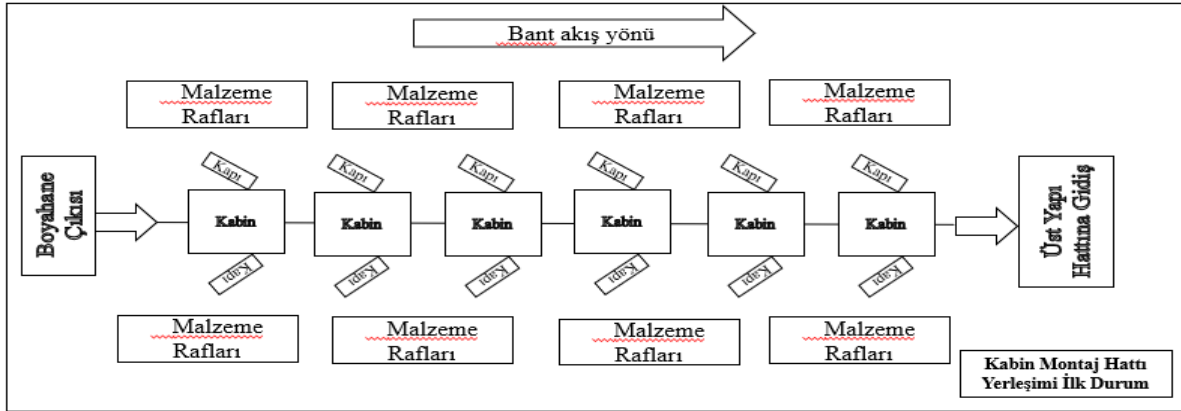 Bant akış yönü
Malzeme
Rafları
Malzeme
Rafları
Malzeme
Rafları
Malzeme
Rafları
Boyahane
Çıkısı
Kapı
Kapı
Kapı
Kapı
Kapı
Kapı
Kabin
Kabin
Kabin
Kabin
Kabin
Kabin
Kapı
Kapı
Kapı
Kapı
Kapı
Kapı
Üst Yapı
Hattına Gidiş
Malzeme
Rafları
Malzeme
Rafları
Malzeme
Rafları
Malzeme
Rafları
Kabin Montaj Hattı
Yerleşimi İlk Durum